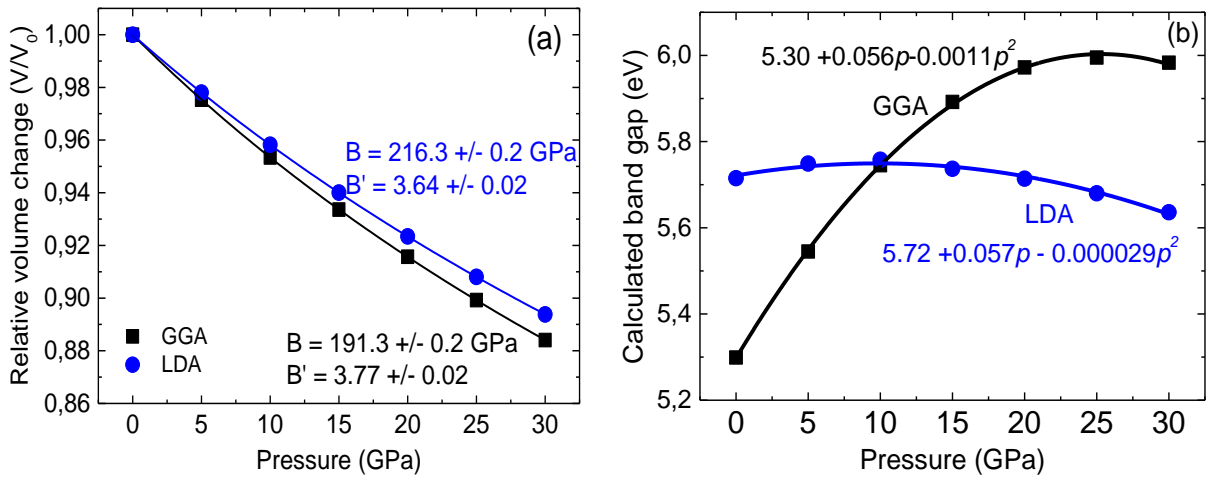 Relative volume change (V/V₀)
1,00
0,98
0,96
0,94
0,92
0,90
0,88
0,86
(a)
B = 216.3 +/- 0.2 GPa
B' = 3.64 +/- 0.02
GGA
LDA
B = 191.3 +/- 0.2 GPa
B' = 3.77 +/- 0.02
0 5 10 15 20 25 30
Pressure (GPa)
Calculated band gap (eV)
6,0
5,8
5,6
5,4
5,2
(b)
5.30 +0.056p-0.0011p²
GGA
LDA
5.72 +0.057p - 0.000029p²
0 5 10 15 20 25 30
Pressure (GPa)